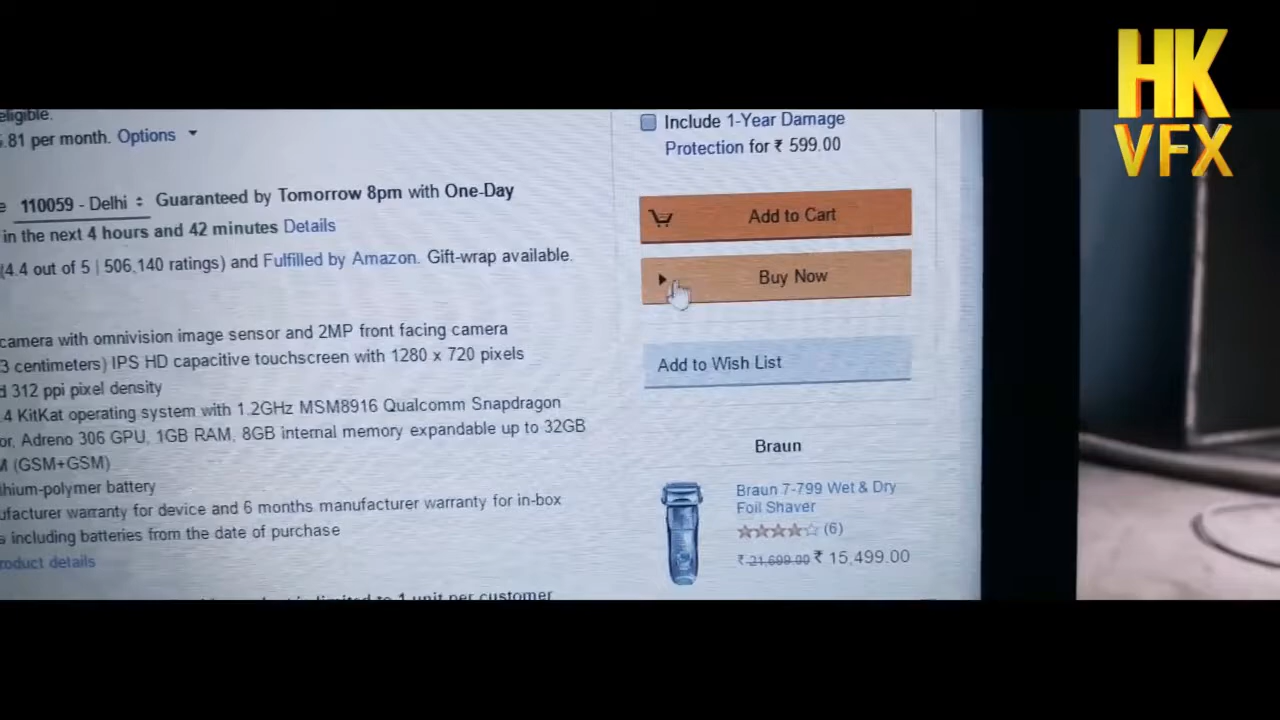 HK
VFX
eligible.
.81 per month. Options
110059 - Delhi : Guaranteed by Tomorrow 8pm with One-Day
in the next 4 hours and 42 minutes Details
(4.4 out of 5 | 506,140 ratings) and Fulfilled by Amazon. Gift-wrap available.
camera with omnivision image sensor and 2MP front facing camera
3 centimeters) IPS HD capacitive touchscreen with 1280 x 720 pixels
312 ppi pixel density
.4 KitKat operating system with 1.2GHz MSM8916 Qualcomm Snapdragon
or, Adreno 306 GPU, 1GB RAM, 8GB internal memory expandable up to 32GB
M (GSM+GSM)
thium-polymer battery
ufacturer warranty for device and 6 months manufacturer warranty for in-box
s including batteries from the date of purchase
roduct details
limited to 1 unit per customer
Include 1-Year Damage
Protection for ₹ 599.00
Add to Cart
Buy Now
Add to Wish List
Braun
Braun 7-799 Wet & Dry
Foil Shaver
(6)
₹ 21,699.00 ₹ 15,499.00